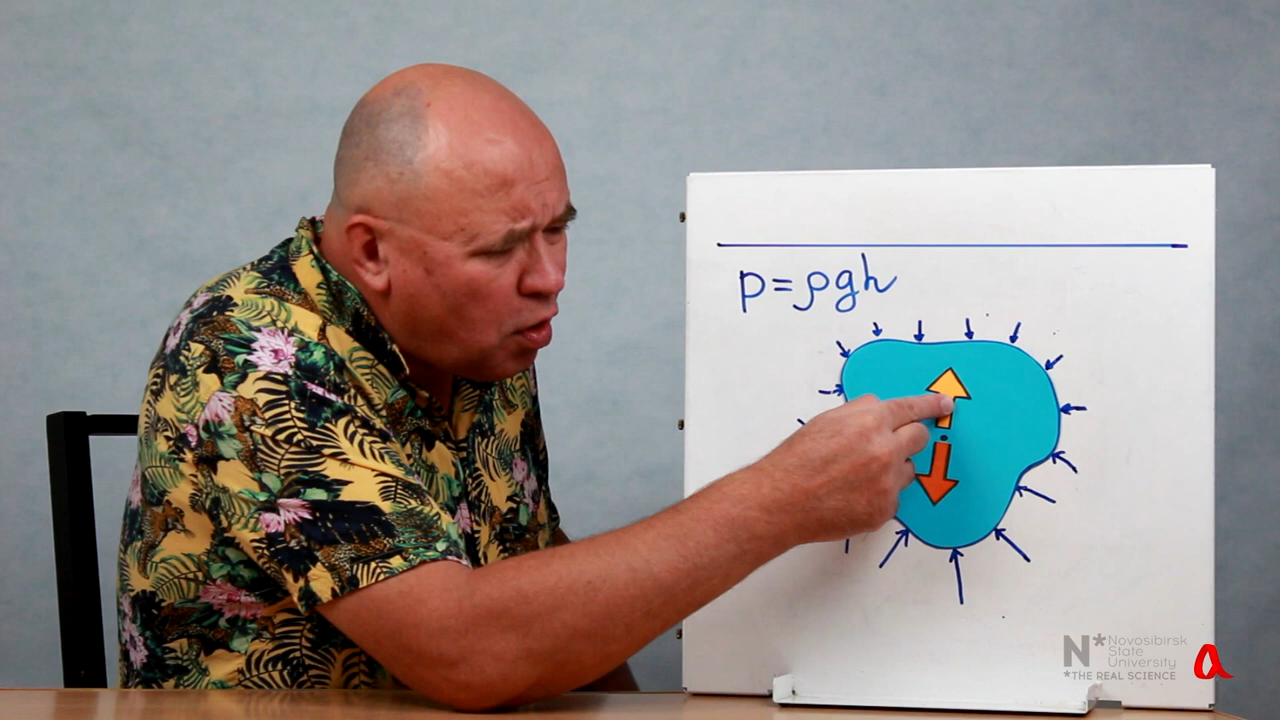 p=ρgh
N* Novosibirsk
State
University
*THE REAL SCIENCE
a